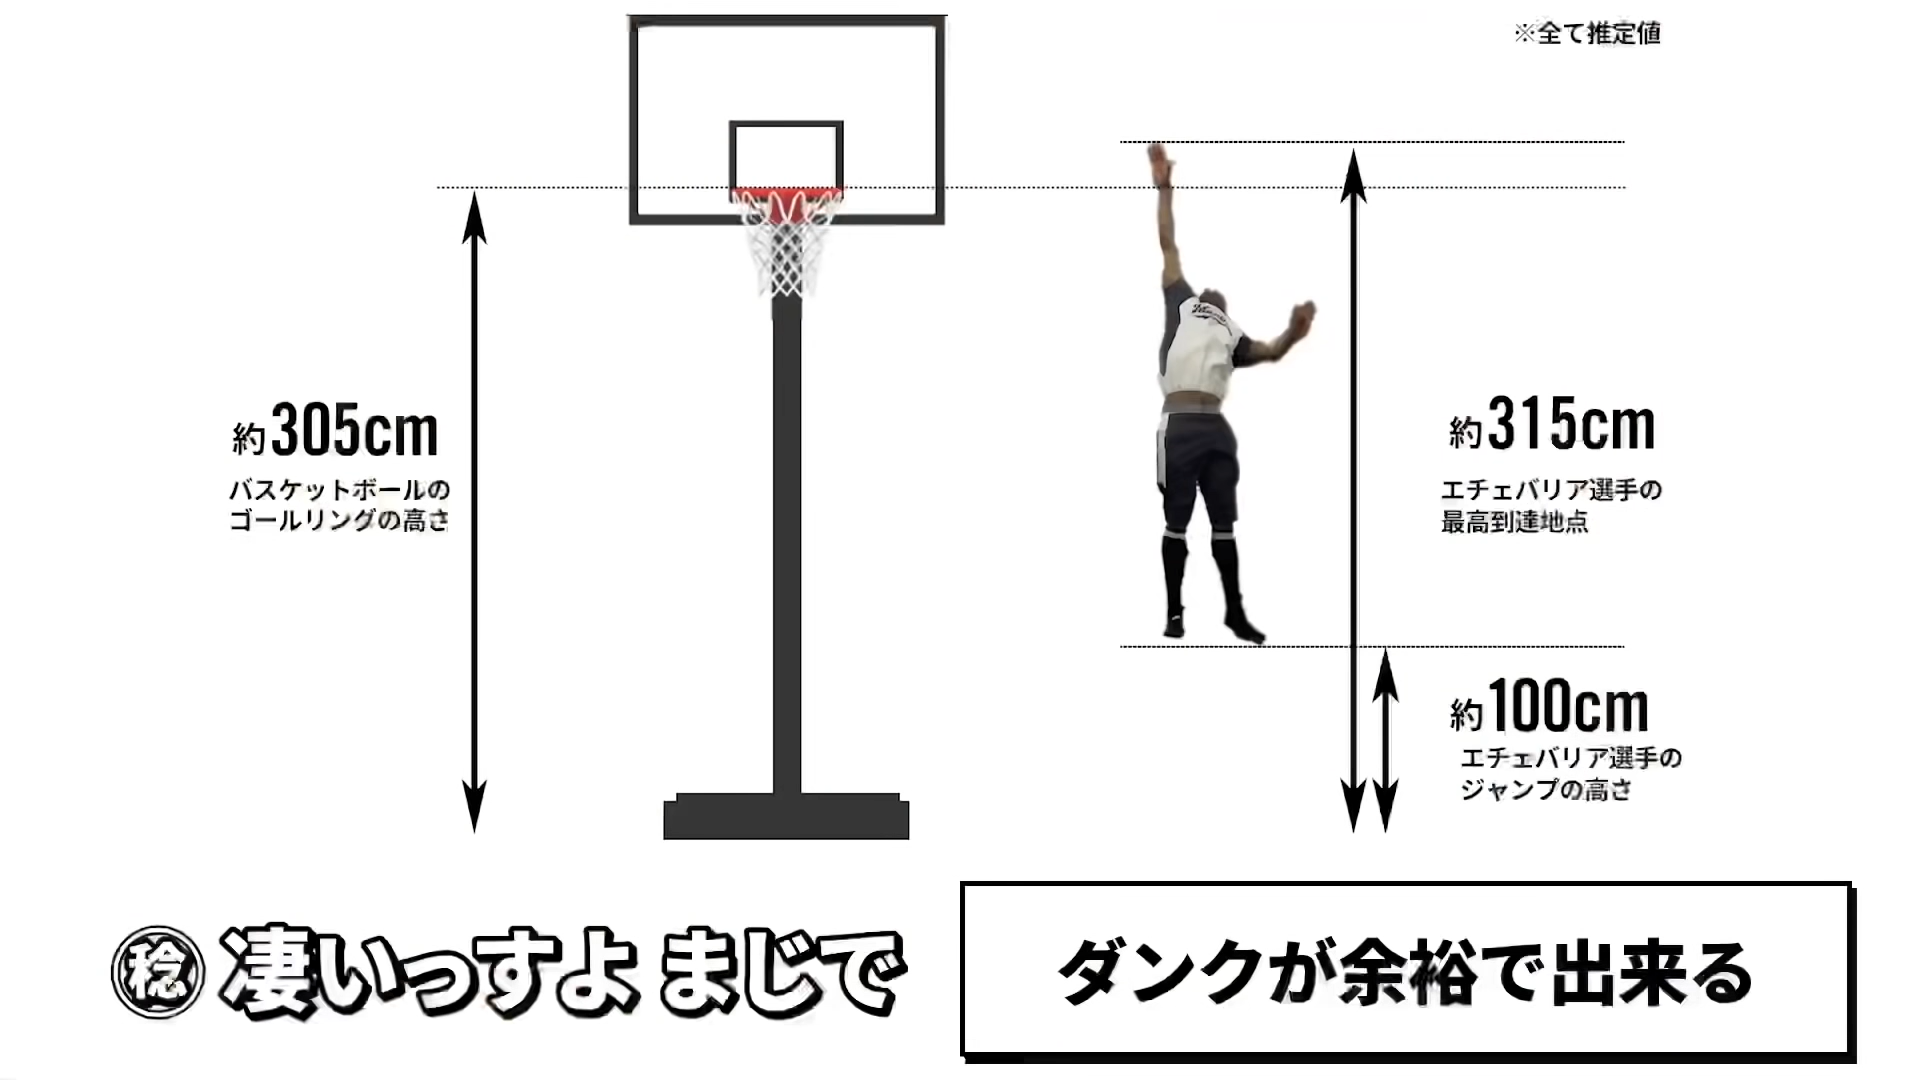 ※全て推定値
約305cm
バスケットボールの
ゴールリングの高さ
約315cm
エチェバリア選手の
最高到達地点
約100cm
エチェバリア選手の
ジャンプの高さ
稔 凄いっすよ まじで
ダンクが余裕で出来る